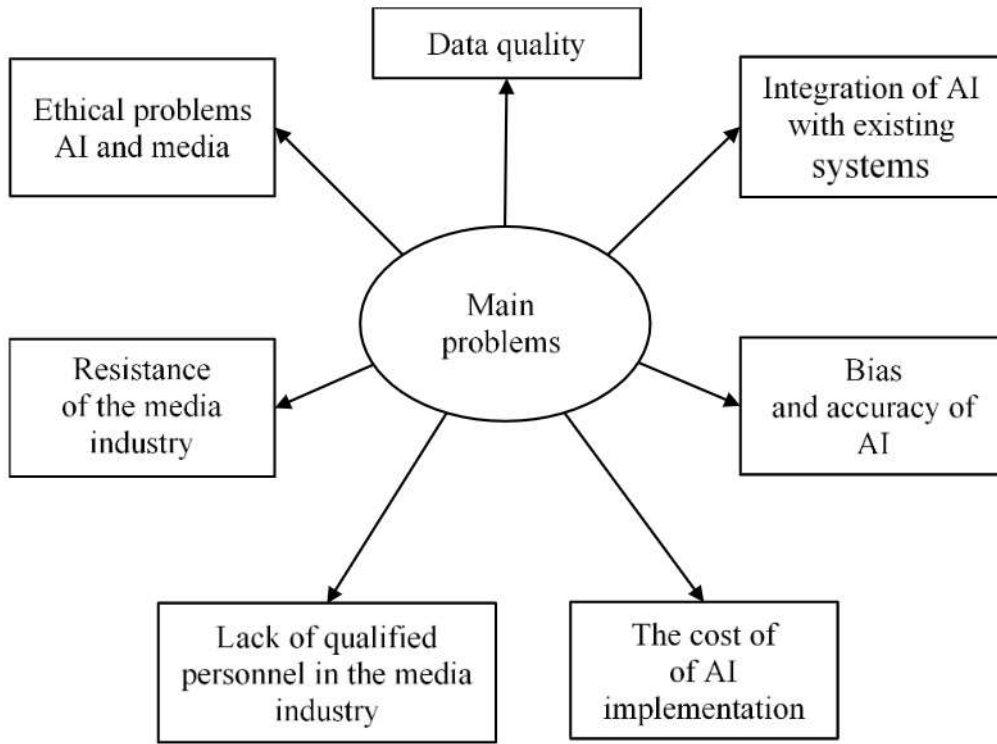 Data quality
Ethical problems
AI and media
Integration of AI
with existing
systems
Main
problems
Resistance
of the media
industry
Bias
and accuracy of
AI
Lack of qualified
personnel in the media
industry
The cost of
of AI
implementation